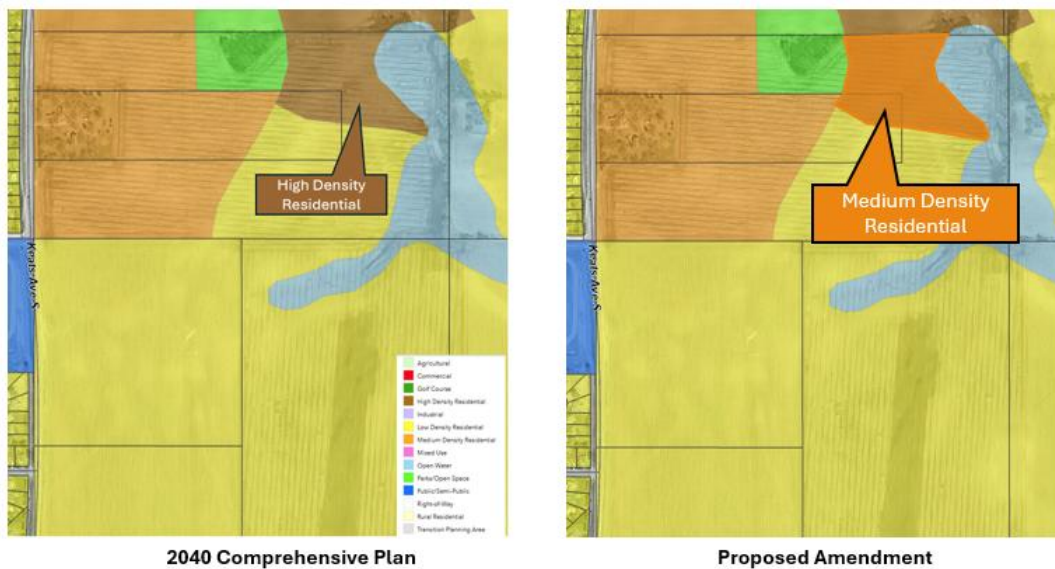 High Density
Residential
Keats Ave S
Agricultural
Commercial
Golf Course
High Density Residential
Industrial
Low Density Residential
Medium Density Residential
Mixed Use
Open Water
Parks/Open Space
Public/Semi-Public
Right-of-Way
Rural Residential
Transition Planning Area
2040 Comprehensive Plan
Medium Density
Residential
Keats Ave S
Proposed Amendment